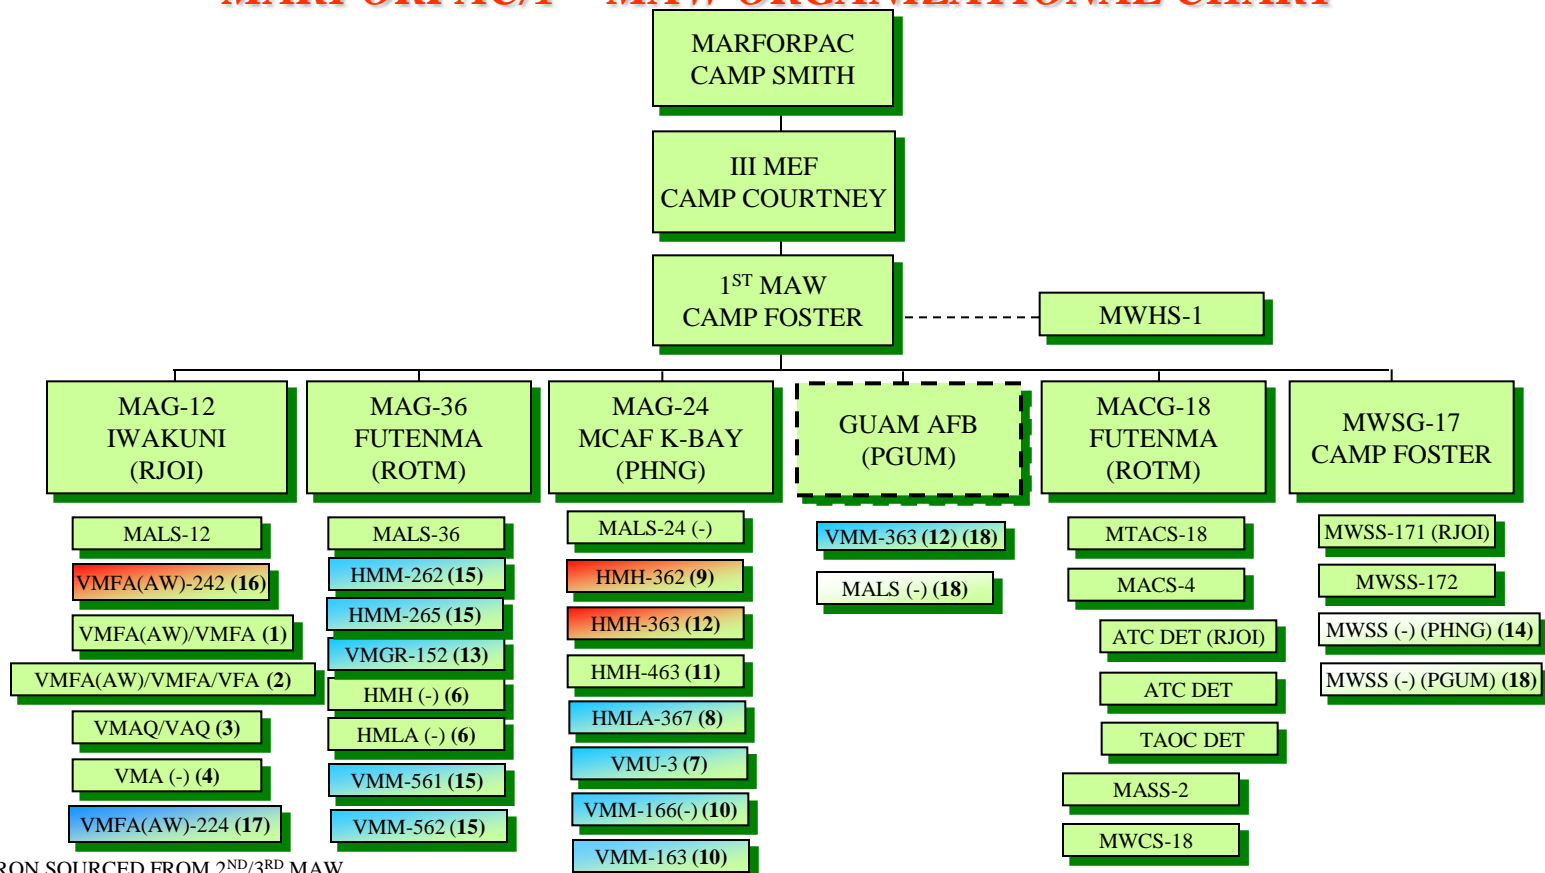 MARFORPAC/1ST MAW ORGANIZATIONAL CHART
MARFORPAC
CAMP SMITH
III MEF
CAMP COURTNEY
1ST MAW
CAMP FOSTER
MWHS-1
MAG-12
IWAKUNI
(RJOI)
MALS-12
VMFA(AW)-242 (16)
VMFA(AW)/VMFA (1)
VMFA(AW)/VMFA/VFA (2)
VMAQ/VAQ (3)
VMA (-) (4)
VMFA(AW)-224 (17)
MAG-36
FUTENMA
(ROTM)
MALS-36
HMM-262 (15)
HMM-265 (15)
VMGR-152 (13)
HMH (-) (6)
HMLA (-) (6)
VMM-561 (15)
VMM-562 (15)
MAG-24
MCAF K-BAY
(PHNG)
MALS-24 (-)
HMH-362 (9)
HMH-363 (12)
HMH-463 (11)
HMLA-367 (8)
VMU-3 (7)
VMM-166(-) (10)
VMM-163 (10)
GUAM AFB
(PGUM)
VMM-363 (12) (18)
MALS (-) (18)
MACG-18
FUTENMA
(ROTM)
MTACS-18
MACS-4
ATC DET (RJOI)
ATC DET
TAOC DET
MASS-2
MWCS-18
MWSG-17
CAMP FOSTER
MWSS-171 (RJOI)
MWSS-172
MWSS (-) (PHNG) (14)
MWSS (-) (PGUM) (18)
RON SOURCED FROM 2ND/3RD MAW